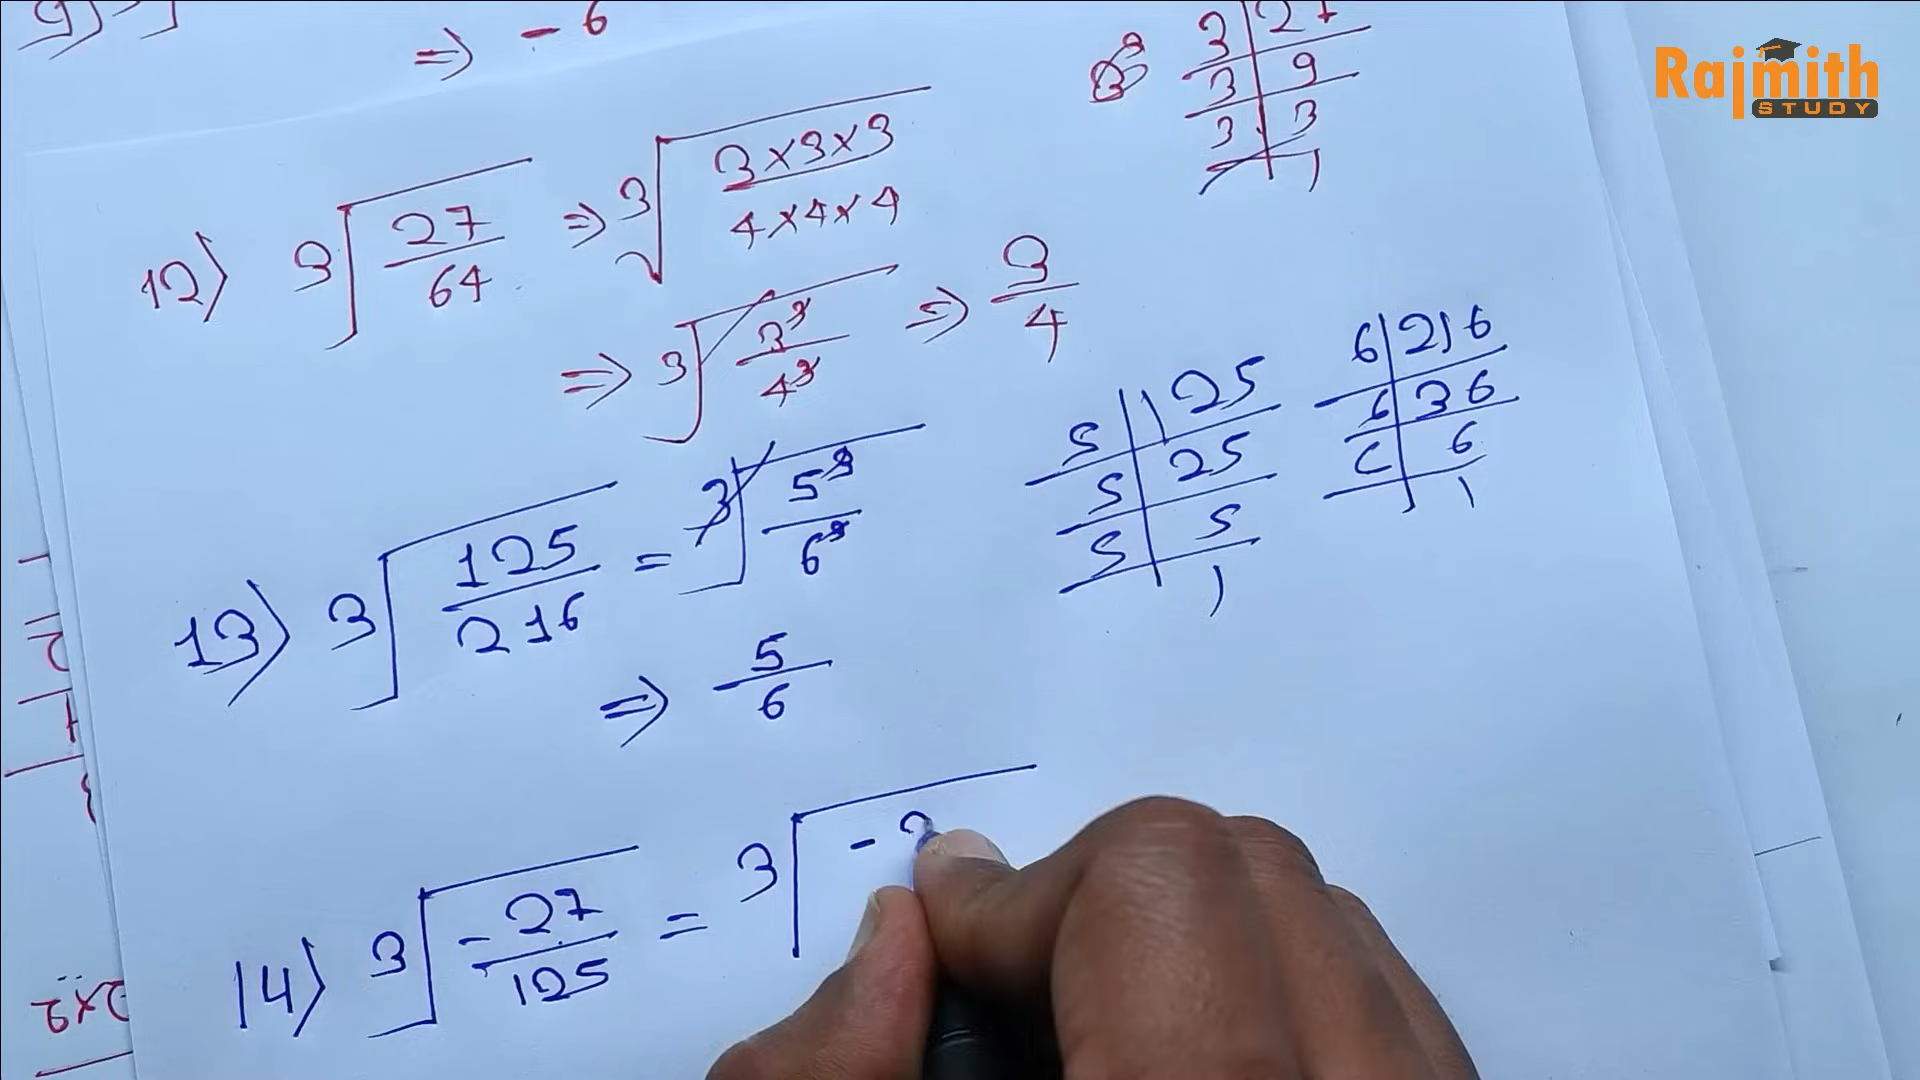 ⇒ - 6
3 | 27
3 | 9
3 | 3
1
Rajmith
STUDY
12) ∛(27/64) ⇒ ∛((3×3×3)/(4×4×4))
⇒ ∛(3³/4³) ⇒ 3/4
13) ∛(125/216) = ∛(5³/6³)
⇒ 5/6
5 | 125
5 | 25
5 | 5
1
6 | 216
6 | 36
6 | 6
1
14) ∛(-27/125) = ∛(-